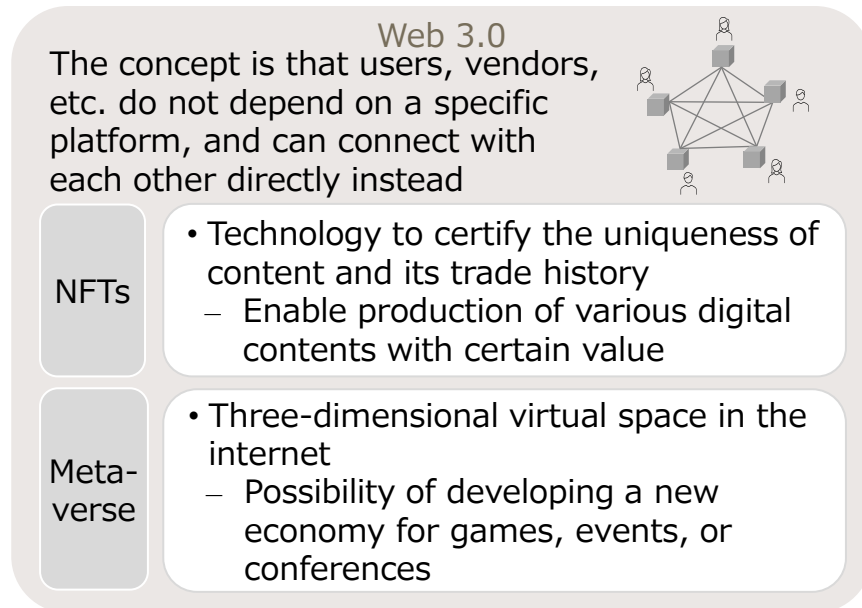 Web 3.0
The concept is that users, vendors,
etc. do not depend on a specific
platform, and can connect with
each other directly instead
NFTs
• Technology to certify the uniqueness of
content and its trade history
– Enable production of various digital
contents with certain value
Meta-
verse
• Three-dimensional virtual space in the
internet
– Possibility of developing a new
economy for games, events, or
conferences